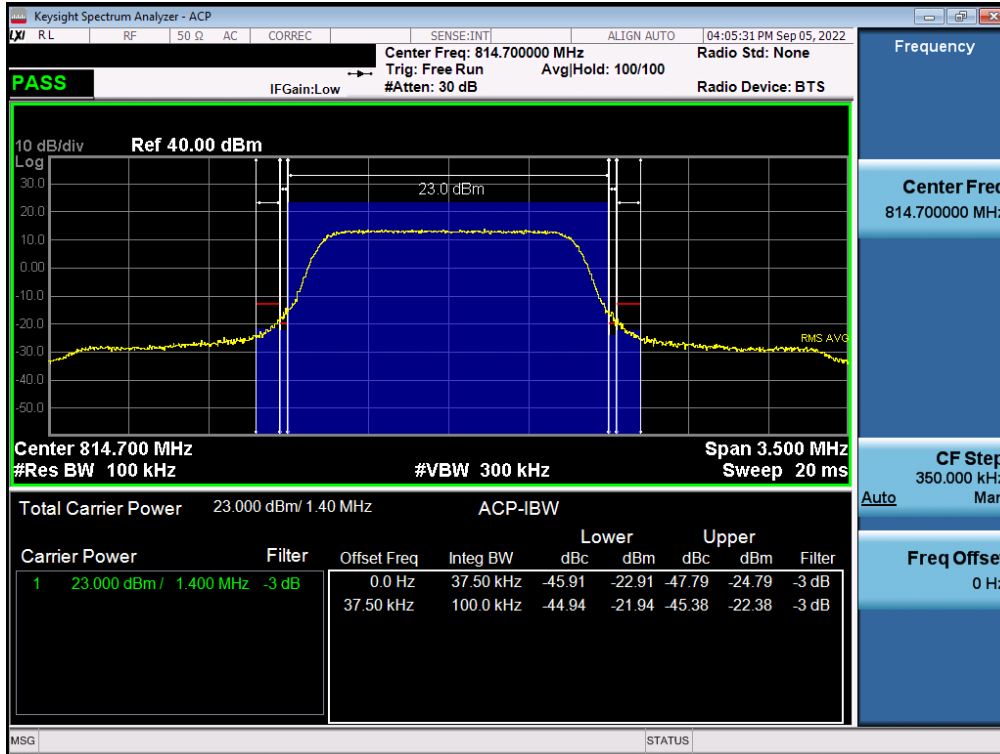 Keysight Spectrum Analyzer - ACP
LXI RL RF 50 Ω AC CORREC SENSE:INT ALIGN AUTO 04:05:31 PM Sep 05, 2022
Center Freq: 814.700000 MHz Radio Std: None
Trig: Free Run Avg|Hold: 100/100
PASS IFGain:Low #Atten: 30 dB Radio Device: BTS
10 dB/div Ref 40.00 dBm
Log
30.0
23.0 dBm
20.0
10.0
0.00
-10.0
-20.0
RMS AVG
-30.0
-40.0
-50.0
Center 814.700 MHz Span 3.500 MHz
#Res BW 100 kHz #VBW 300 kHz Sweep 20 ms
Total Carrier Power 23.000 dBm/ 1.40 MHz ACP-IBW
Lower Upper
Carrier Power Filter Offset Freq Integ BW dBc dBm dBc dBm Filter
1 23.000 dBm / 1.400 MHz -3 dB 0.0 Hz 37.50 kHz -45.91 -22.91 -47.79 -24.79 -3 dB
37.50 kHz 100.0 kHz -44.94 -21.94 -45.38 -22.38 -3 dB
MSG STATUS
Frequency
Center Freq
814.700000 MHz
CF Step
350.000 kHz
Auto Man
Freq Offset
0 Hz